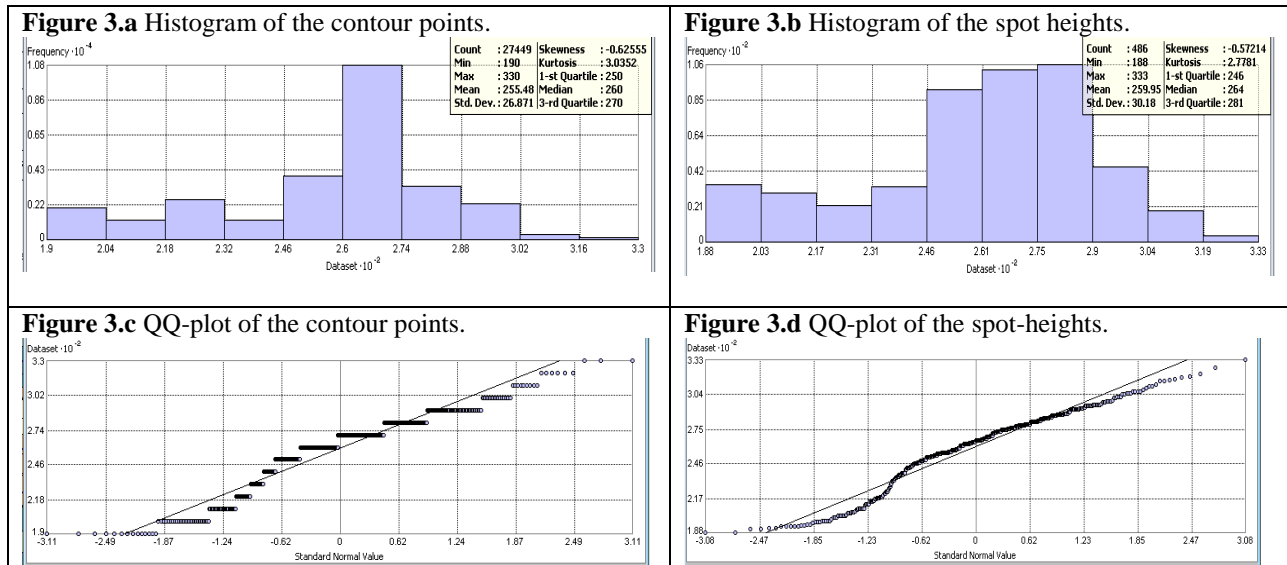 Figure 3.a Histogram of the contour points.
Frequency · 10⁻⁴
Count : 27449 Skewness : -0.62555
Min : 190 Kurtosis : 3.0352
Max : 330 1-st Quartile : 250
Mean : 255.48 Median : 260
Std. Dev. : 26.871 3-rd Quartile : 270
1.08
0.86
0.65
0.43
0.22
0
1.9 2.04 2.18 2.32 2.46 2.6 2.74 2.88 3.02 3.16 3.3
Dataset · 10⁻²
Figure 3.b Histogram of the spot heights.
Frequency · 10⁻²
Count : 486 Skewness : -0.57214
Min : 188 Kurtosis : 2.7781
Max : 333 1-st Quartile : 246
Mean : 259.95 Median : 264
Std. Dev. : 30.18 3-rd Quartile : 281
1.06
0.85
0.64
0.42
0.21
0
1.88 2.03 2.17 2.31 2.46 2.61 2.75 2.9 3.04 3.19 3.33
Dataset · 10⁻²
Figure 3.c QQ-plot of the contour points.
Dataset · 10⁻²
3.3
3.02
2.74
2.46
2.18
1.9
-3.11 -2.49 -1.87 -1.24 -0.62 0 0.62 1.24 1.87 2.49 3.11
Standard Normal Value
Figure 3.d QQ-plot of the spot-heights.
Dataset · 10⁻²
3.33
3.04
2.75
2.46
2.17
1.88
-3.08 -2.47 -1.85 -1.23 -0.62 0 0.62 1.23 1.85 2.47 3.08
Standard Normal Value